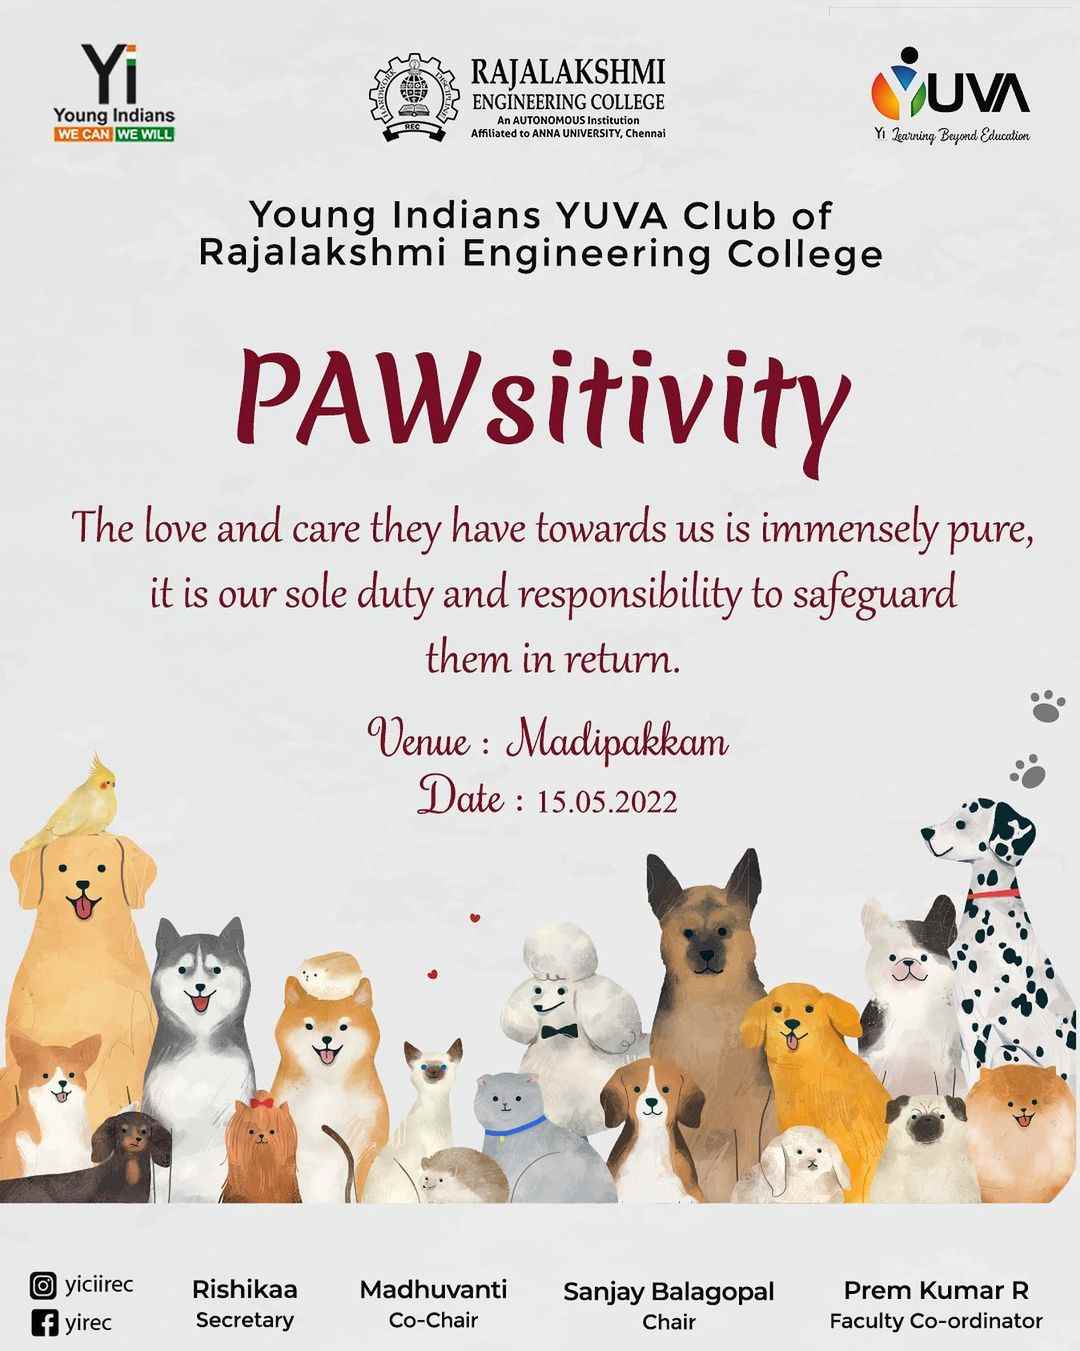 Yi
Young Indians
WE CAN WE WILL
HARDWORK DISCIPLINE
REC
RAJALAKSHMI
ENGINEERING COLLEGE
An AUTONOMOUS Institution
Affiliated to ANNA UNIVERSITY, Chennai
YUVA
Yi Learning Beyond Education
Young Indians YUVA Club of
Rajalakshmi Engineering College
PAWsitivity
The love and care they have towards us is immensely pure,
it is our sole duty and responsibility to safeguard
them in return.
Venue : Madipakkam
Date : 15.05.2022
yiciirec
yirec
Rishikaa
Secretary
Madhuvanti
Co-Chair
Sanjay Balagopal
Chair
Prem Kumar R
Faculty Co-ordinator